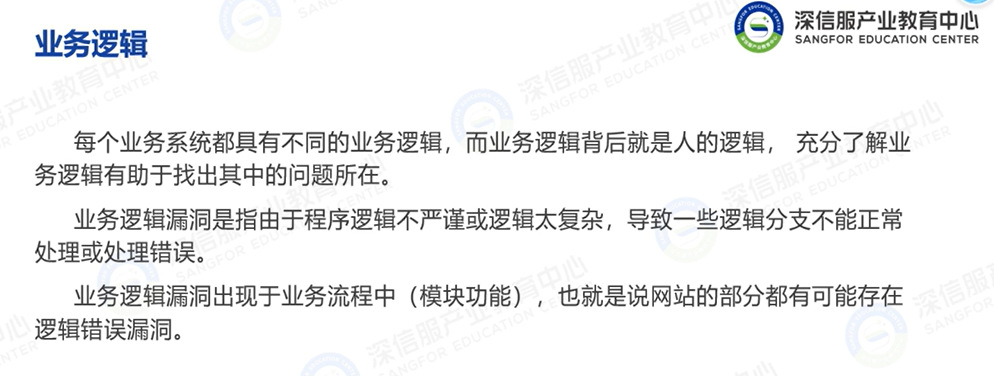 深信服产业教育中心
SANGFOR EDUCATION CENTER
业务逻辑
每个业务系统都具有不同的业务逻辑，而业务逻辑背后就是人的逻辑， 充分了解业
务逻辑有助于找出其中的问题所在。
业务逻辑漏洞是指由于程序逻辑不严谨或逻辑太复杂，导致一些逻辑分支不能正常
处理或处理错误。
业务逻辑漏洞出现于业务流程中（模块功能），也就是说网站的部分都有可能存在
逻辑错误漏洞。